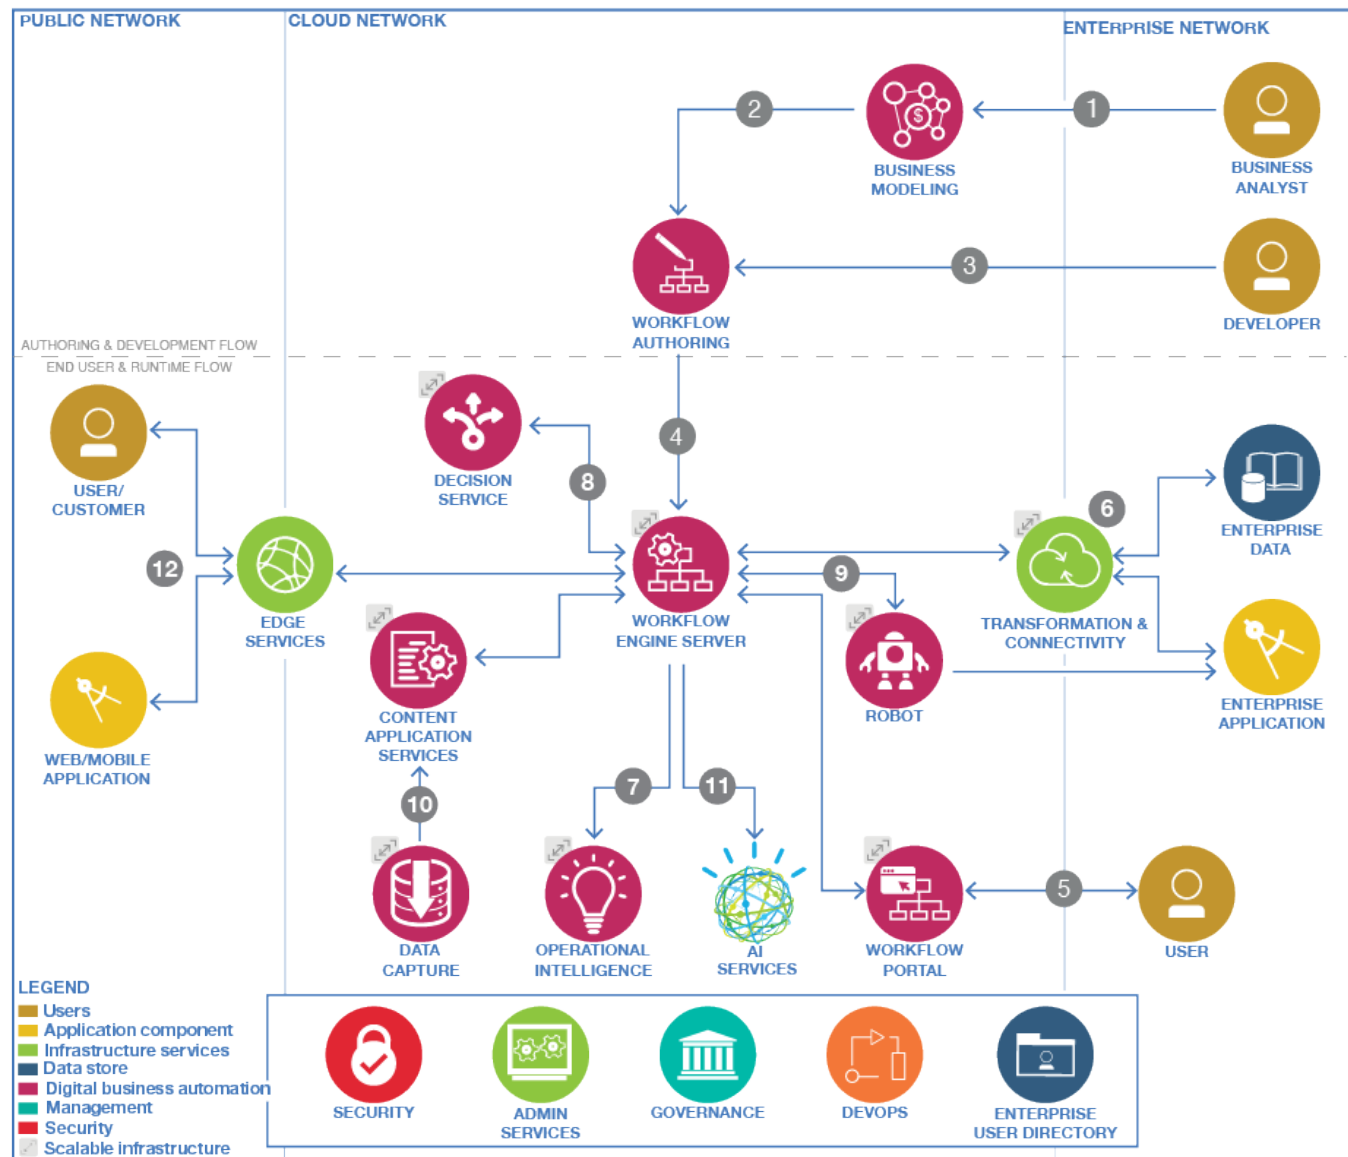 PUBLIC NETWORK
CLOUD NETWORK
ENTERPRISE NETWORK
2
1
$
BUSINESS
MODELING
BUSINESS
ANALYST
3
WORKFLOW
AUTHORING
DEVELOPER
AUTHORING & DEVELOPMENT FLOW
END USER & RUNTIME FLOW
4
USER/
CUSTOMER
DECISION
SERVICE
8
6
ENTERPRISE
DATA
12
9
EDGE
SERVICES
WORKFLOW
ENGINE SERVER
TRANSFORMATION &
CONNECTIVITY
CONTENT
APPLICATION
SERVICES
ROBOT
ENTERPRISE
APPLICATION
WEB/MOBILE
APPLICATION
10
7
11
5
DATA
CAPTURE
OPERATIONAL
INTELLIGENCE
AI
SERVICES
WORKFLOW
PORTAL
USER
LEGEND
Users
Application component
Infrastructure services
Data store
Digital business automation
Management
Security
Scalable infrastructure
SECURITY
ADMIN
SERVICES
GOVERNANCE
DEVOPS
ENTERPRISE
USER DIRECTORY